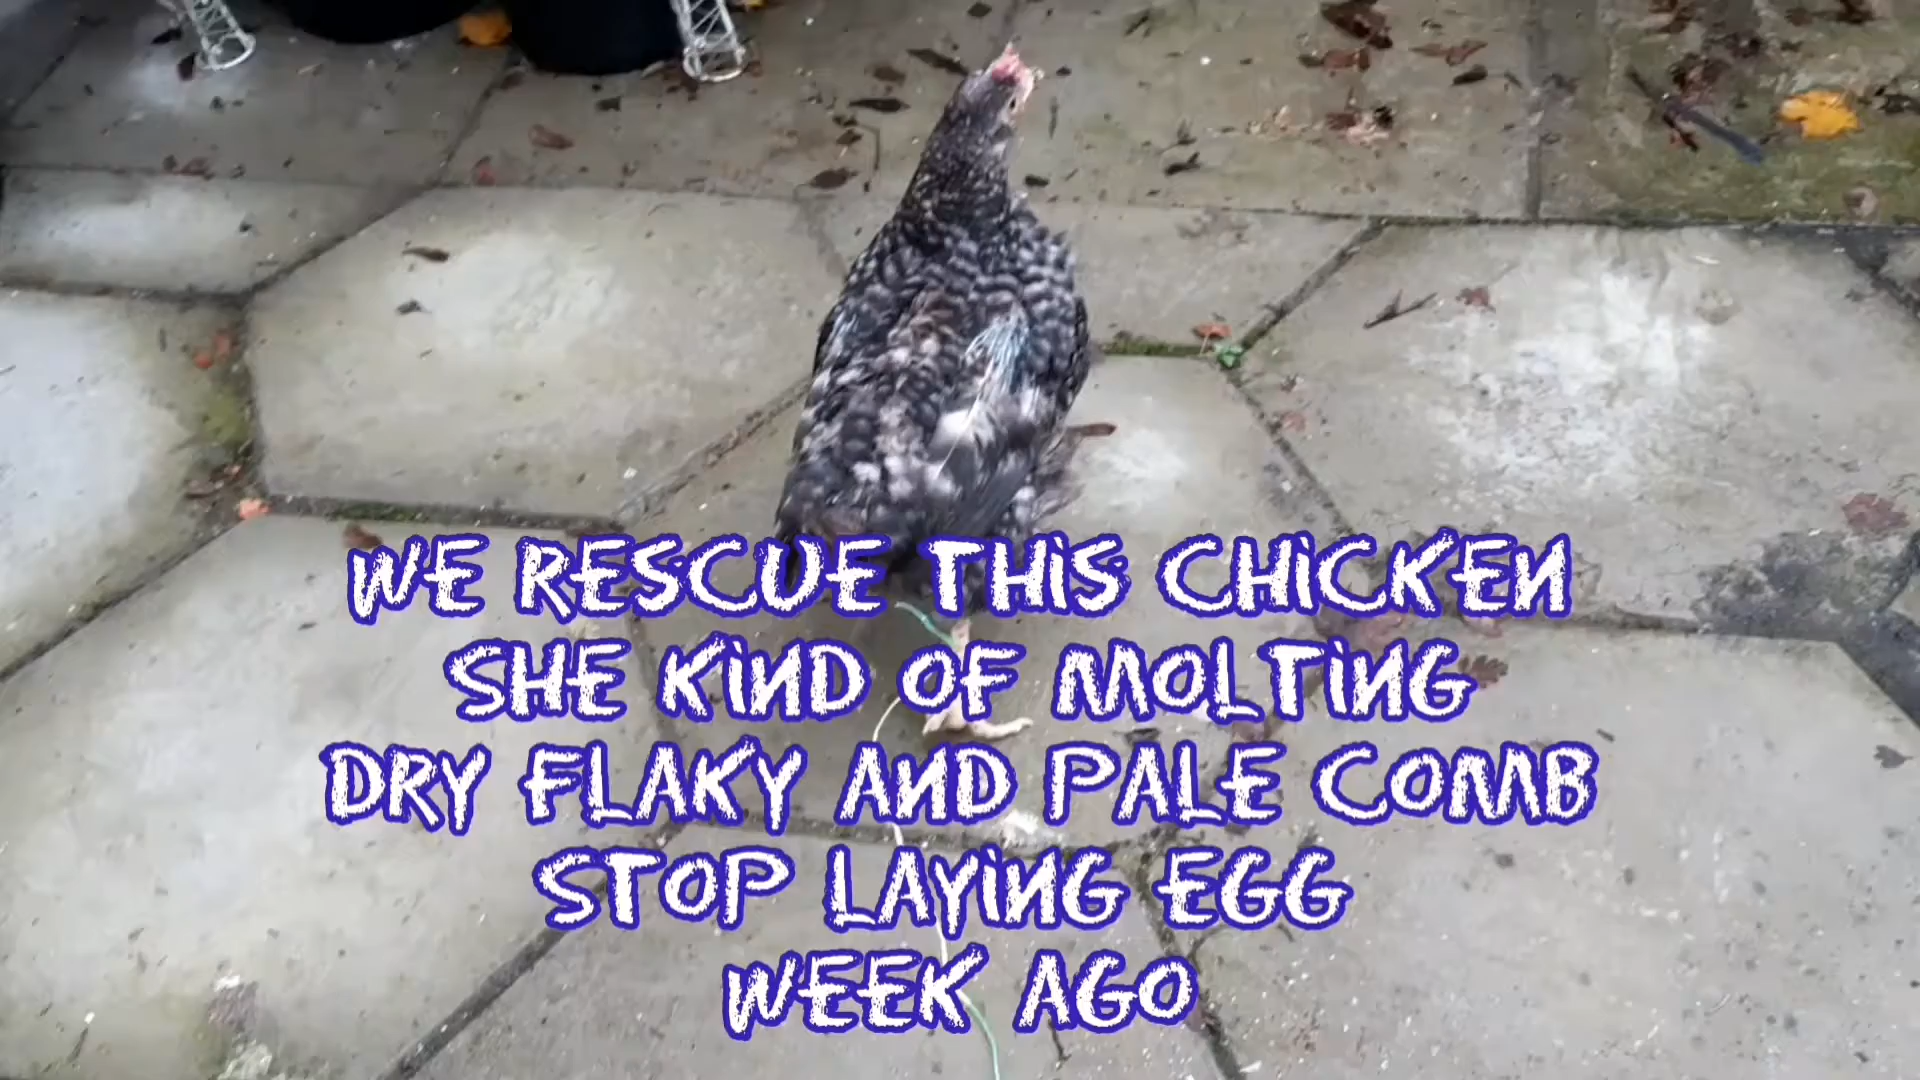 WE RESCUE THIS CHICKEN
SHE KIND OF MOLTING
DRY FLAKY AND PALE COMB
STOP LAYING EGG
WEEK AGO